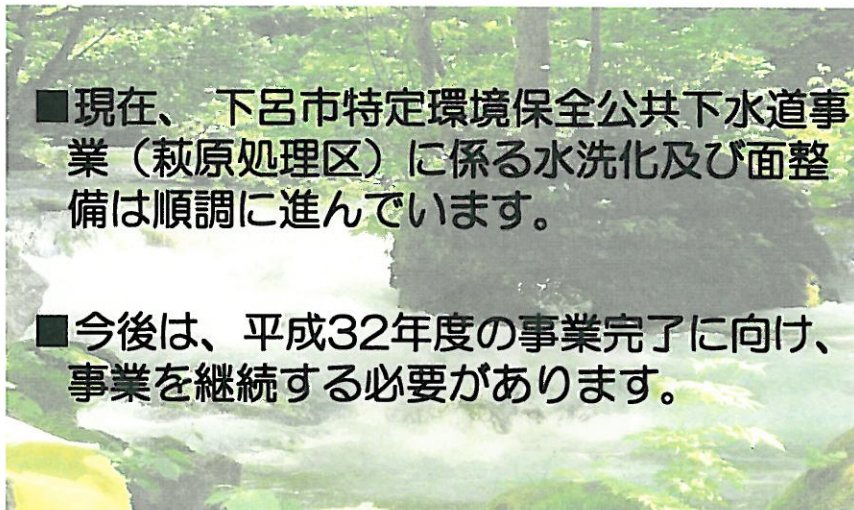 ■現在、 下呂市特定環境保全公共下水道事
業（萩原処理区）に係る水洗化及び面整
備は順調に進んでいます。
■今後は、平成32年度の事業完了に向け、
事業を継続する必要があります。